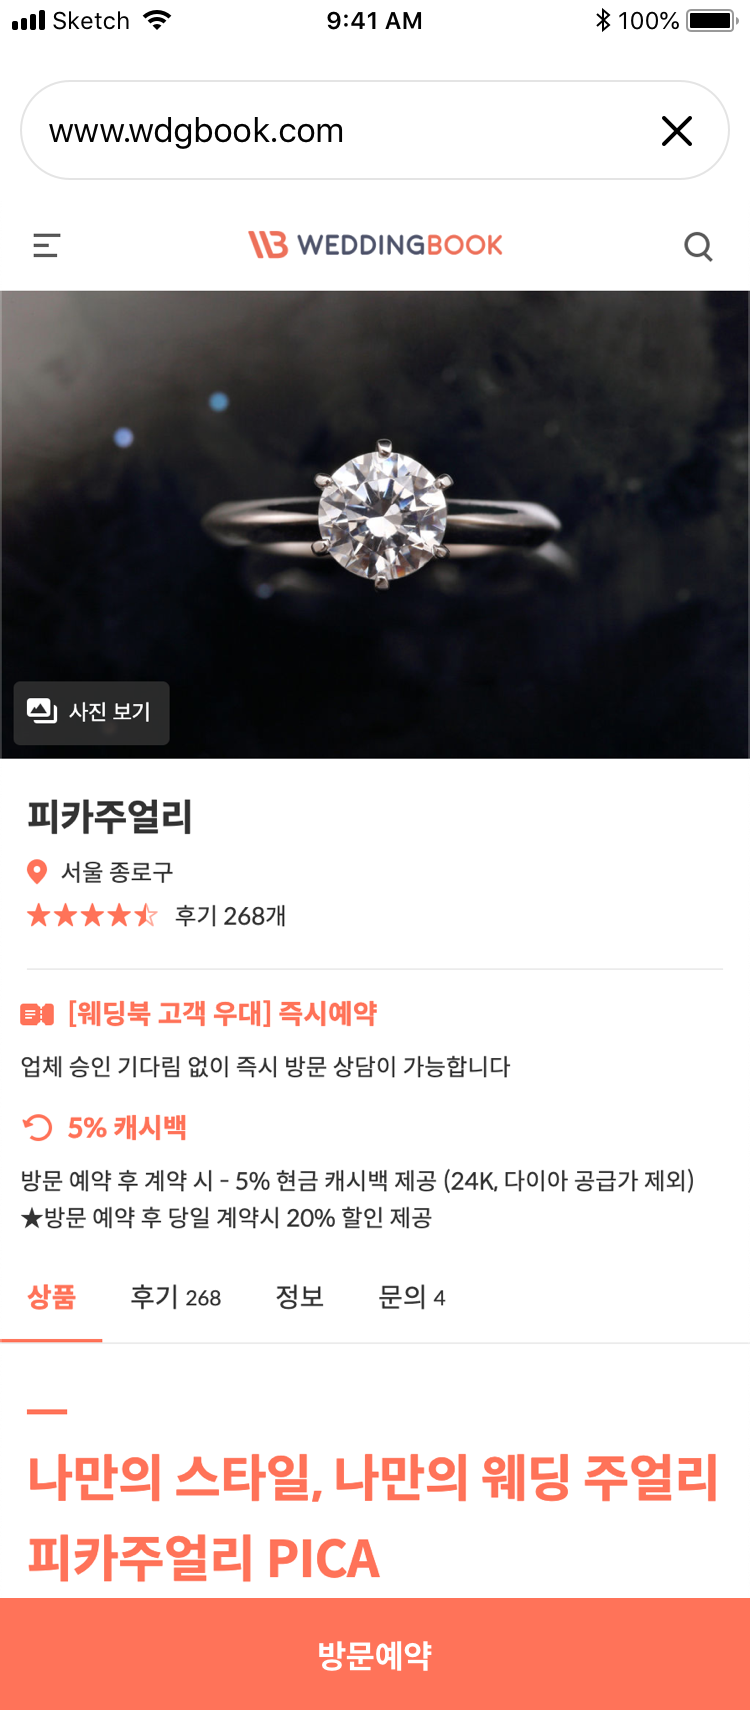 Sketch 9:41 AM 100%
www.wdgbook.com
WB WEDDINGBOOK
사진 보기
피카주얼리
서울 종로구
후기 268개
[웨딩북 고객 우대] 즉시예약
업체 승인 기다림 없이 즉시 방문 상담이 가능합니다
5% 캐시백
방문 예약 후 계약 시 - 5% 현금 캐시백 제공 (24K, 다이아 공급가 제외)
★방문 예약 후 당일 계약시 20% 할인 제공
상품 후기 268 정보 문의 4
나만의 스타일, 나만의 웨딩 주얼리
피카주얼리 PICA
방문예약